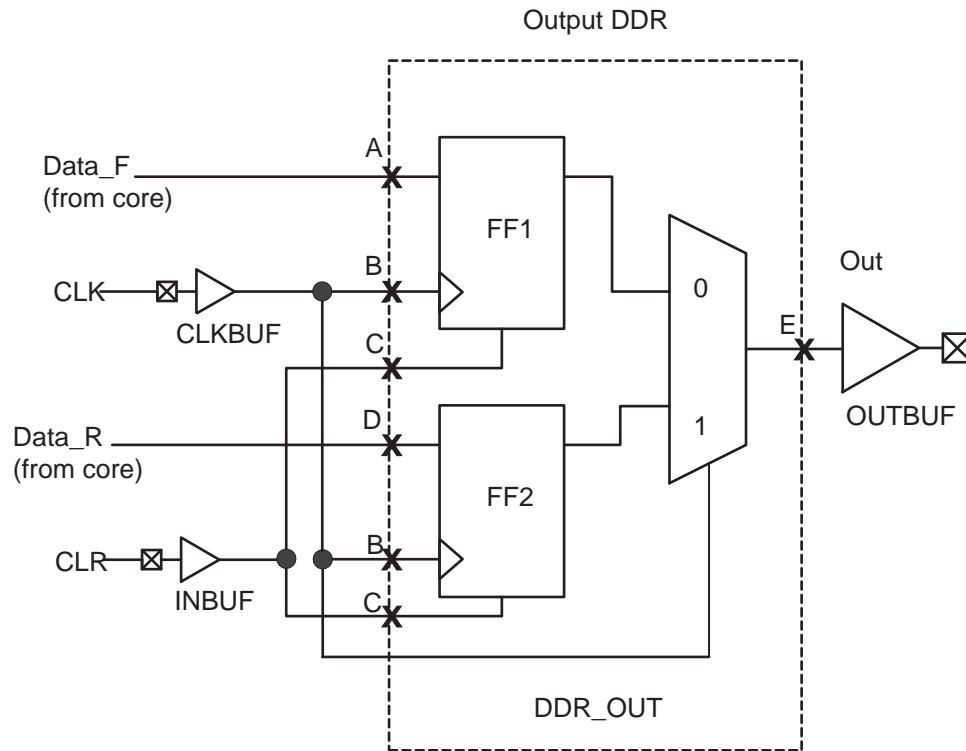 Output DDR
A
Data_F
(from core)
FF1
B
CLK
CLKBUF
C
0
Out
E
OUTBUF
D
Data_R
(from core)
1
FF2
B
CLR
INBUF
C
DDR_OUT